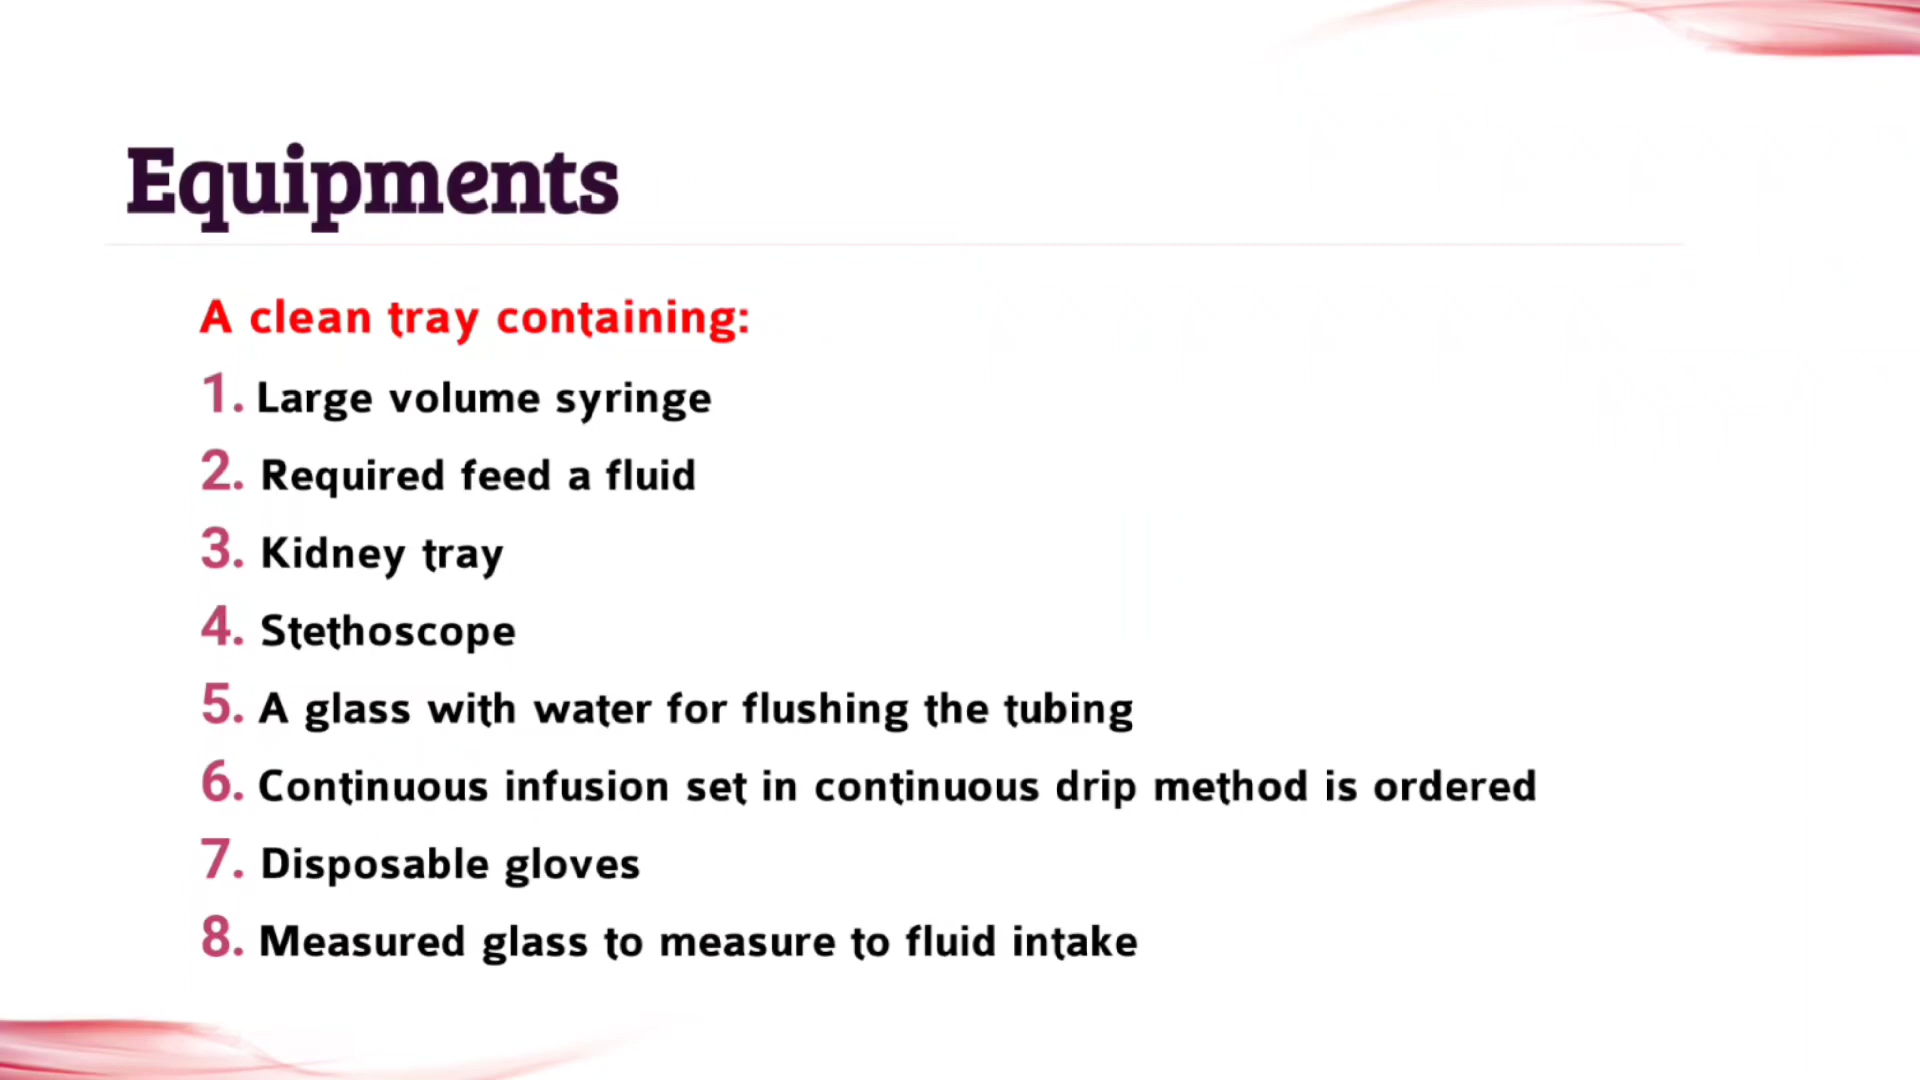 Equipments
A clean tray containing:
1. Large volume syringe
2. Required feed a fluid
3. Kidney tray
4. Stethoscope
5. A glass with water for flushing the tubing
6. Continuous infusion set in continuous drip method is ordered
7. Disposable gloves
8. Measured glass to measure to fluid intake